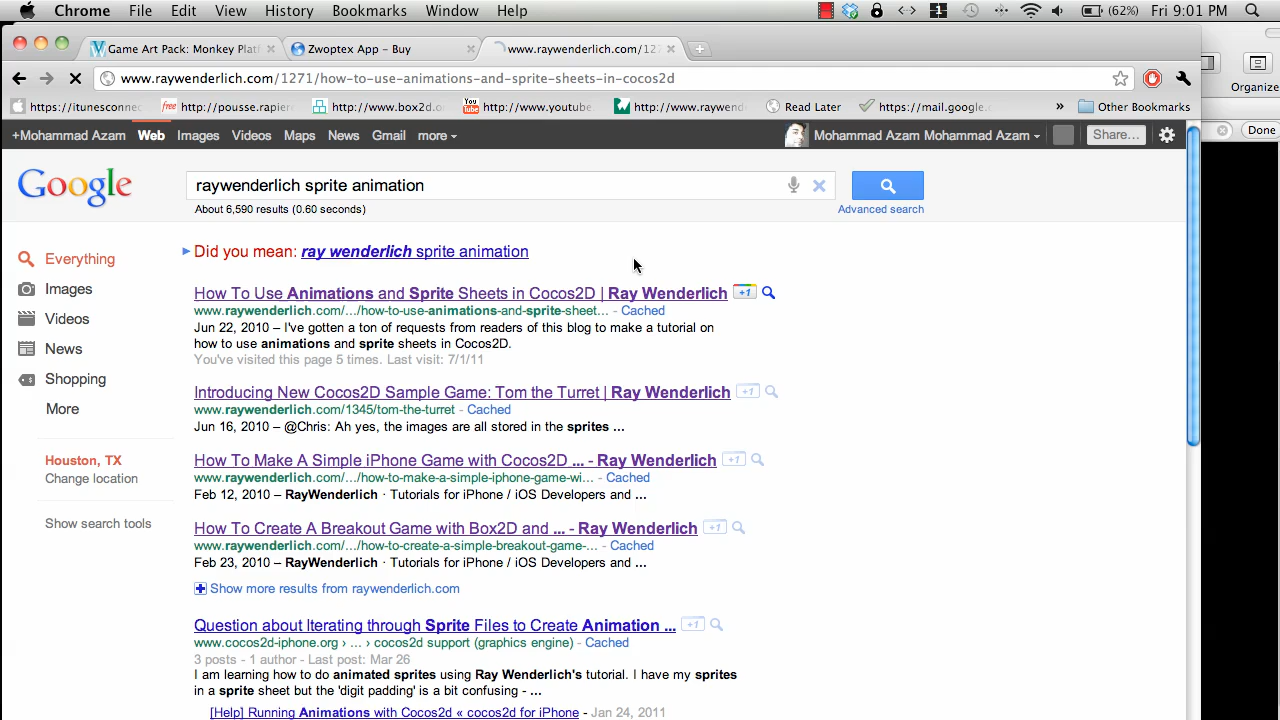 Chrome File Edit View History Bookmarks Window Help 1 (62%) Fri 9:01 PM
Game Art Pack: Monkey Platf Zwoptex App - Buy www.raywenderlich.com/127
www.raywenderlich.com/1271/how-to-use-animations-and-sprite-sheets-in-cocos2d
Organize
https://itunesconnec free http://pousse.rapier http://www.box2d.o You Tube http://www.youtube. http://www.raywend Read Later https://mail.google.c » Other Bookmarks
Done
+Mohammad Azam Web Images Videos Maps News Gmail more Mohammad Azam Mohammad Azam Share...
Google
raywenderlich sprite animation
About 6,590 results (0.60 seconds) Advanced search
Did you mean: ray wenderlich sprite animation
Everything
Images
Videos
News
Shopping
More
Houston, TX
Change location
Show search tools
How To Use Animations and Sprite Sheets in Cocos2D | Ray Wenderlich +1
www.raywenderlich.com/.../how-to-use-animations-and-sprite-sheet... - Cached
Jun 22, 2010 – I've gotten a ton of requests from readers of this blog to make a tutorial on
how to use animations and sprite sheets in Cocos2D.
You've visited this page 5 times. Last visit: 7/1/11
Introducing New Cocos2D Sample Game: Tom the Turret | Ray Wenderlich +1
www.raywenderlich.com/1345/tom-the-turret - Cached
Jun 16, 2010 – @Chris: Ah yes, the images are all stored in the sprites ...
How To Make A Simple iPhone Game with Cocos2D ... - Ray Wenderlich +1
www.raywenderlich.com/.../how-to-make-a-simple-iphone-game-wi... - Cached
Feb 12, 2010 – RayWenderlich · Tutorials for iPhone / iOS Developers and ...
How To Create A Breakout Game with Box2D and ... - Ray Wenderlich +1
www.raywenderlich.com/.../how-to-create-a-simple-breakout-game-... - Cached
Feb 23, 2010 – RayWenderlich · Tutorials for iPhone / iOS Developers and ...
Show more results from raywenderlich.com
Question about Iterating through Sprite Files to Create Animation ... +1
www.cocos2d-iphone.org › ... › cocos2d support (graphics engine) - Cached
3 posts - 1 author - Last post: Mar 26
I am learning how to do animated sprites using Ray Wenderlich's tutorial. I have my sprites
in a sprite sheet but the 'digit padding' is a bit confusing - ...
[Help] Running Animations with Cocos2d « cocos2d for iPhone - Jan 24, 2011